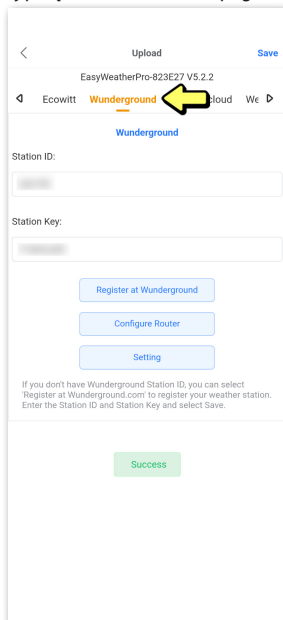 Upload
Save
EasyWeatherPro-823E27 V5.2.2
Ecowitt Wunderground cloud We
Wunderground
Station ID:
Station Key:
Register at Wunderground
Configure Router
Setting
If you don't have Wunderground Station ID, you can select
'Register at Wunderground.com' to register your weather station.
Enter the Station ID and Station Key and select Save.
Success